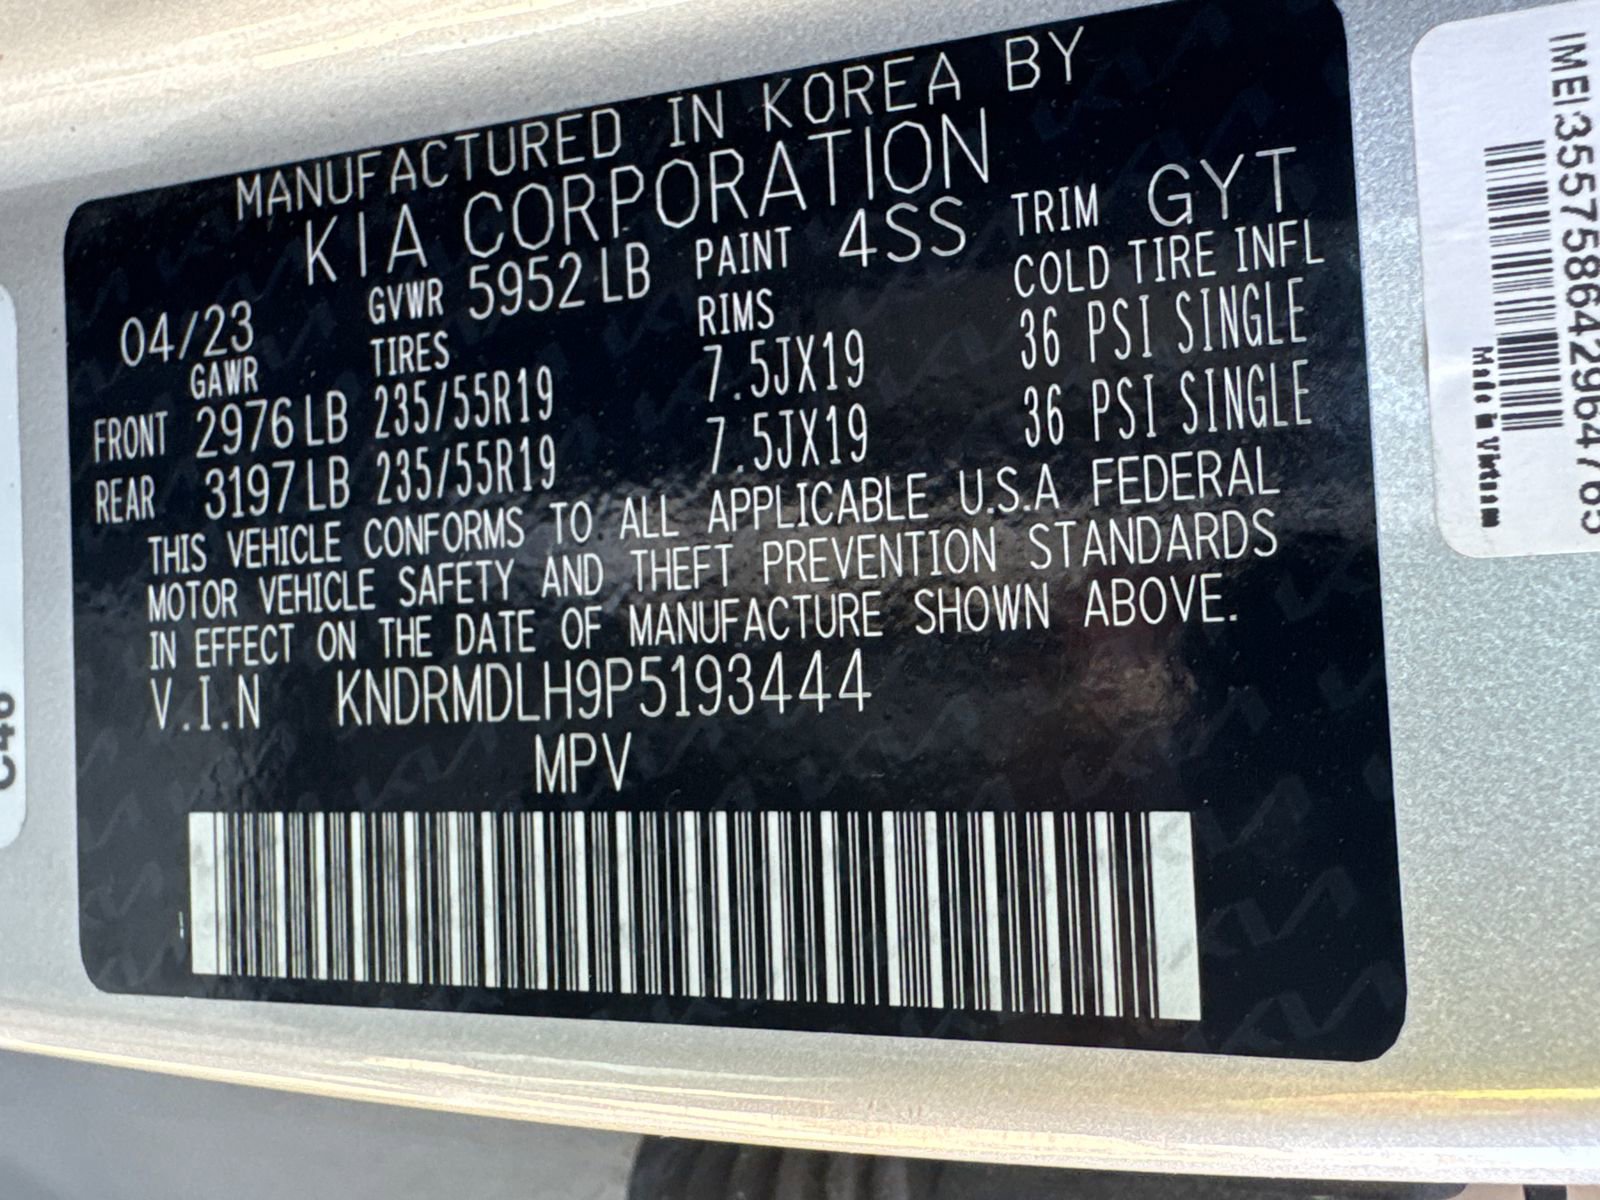 MANUFACTURED IN KOREA BY
KIA CORPORATION
04/23 GVWR 5952 LB PAINT 4SS TRIM GYT
GAWR TIRES RIMS COLD TIRE INFL
FRONT 2976 LB 235/55R19 7.5JX19 36 PSI SINGLE
REAR 3197 LB 235/55R19 7.5JX19 36 PSI SINGLE
THIS VEHICLE CONFORMS TO ALL APPLICABLE U.S.A FEDERAL
MOTOR VEHICLE SAFETY AND THEFT PREVENTION STANDARDS
IN EFFECT ON THE DATE OF MANUFACTURE SHOWN ABOVE.
V.I.N KNDRMDLH9P5193444
MPV
IMEI 355758642964765
Made in Vietnam